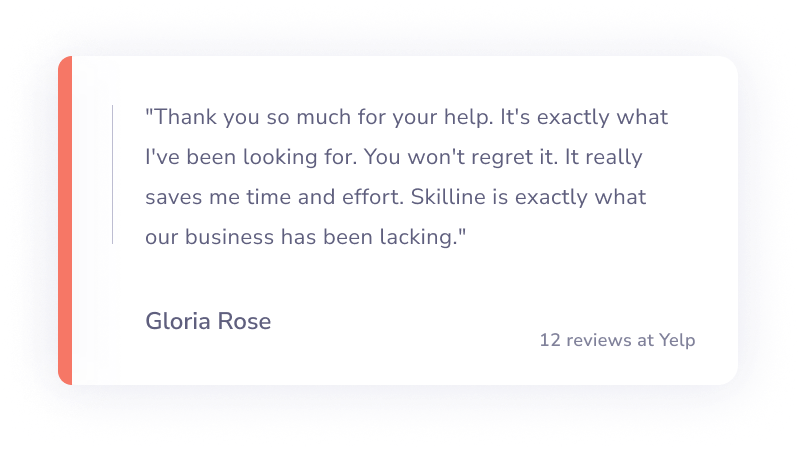 "Thank you so much for your help. It's exactly what
I've been looking for. You won't regret it. It really
saves me time and effort. Skilline is exactly what
our business has been lacking."
Gloria Rose
12 reviews at Yelp